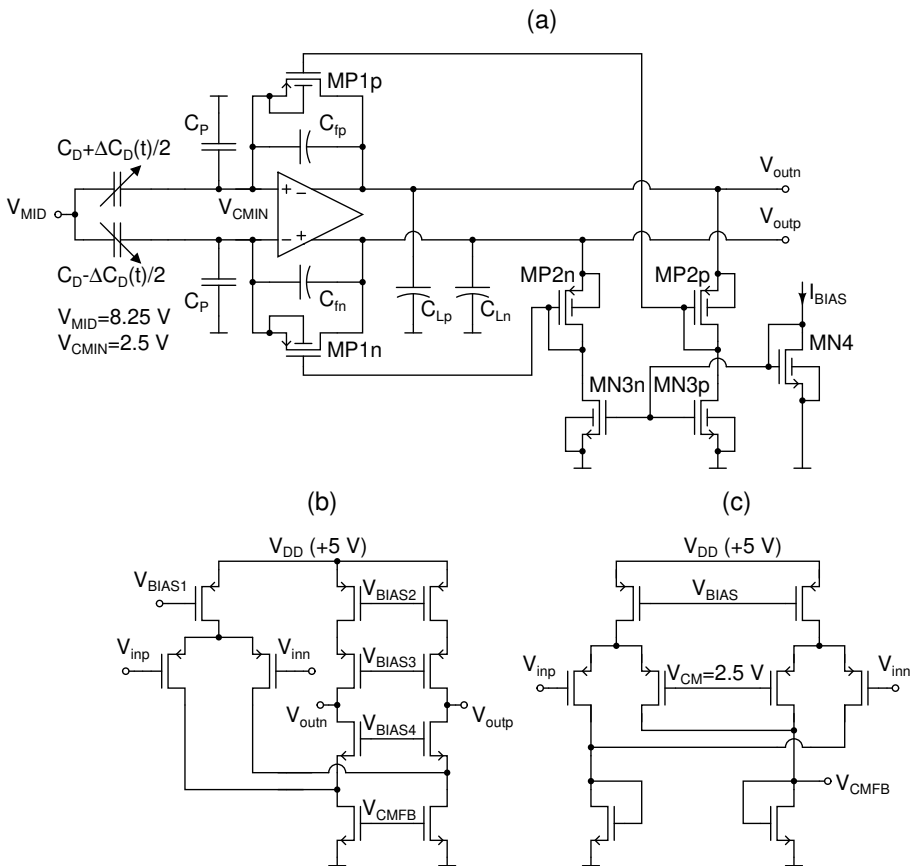 (a)
MP1p
C_P
C_fp
C_D+ΔC_D(t)/2
+
−
V_outn
V_MID
V_CMIN
V_outp
−
+
C_D-ΔC_D(t)/2
C_P
C_fn
MP2n
MP2p
I_BIAS
V_MID=8.25 V
V_CMIN=2.5 V
C_Lp
C_Ln
MP1n
MN4
MN3n
MN3p
(b)
(c)
V_DD (+5 V)
V_DD (+5 V)
V_BIAS1
V_BIAS2
V_BIAS
V_inp
V_inn
V_BIAS3
V_inp
V_CM=2.5 V
V_inn
V_outn
V_BIAS4
V_outp
V_CMFB
V_CMFB